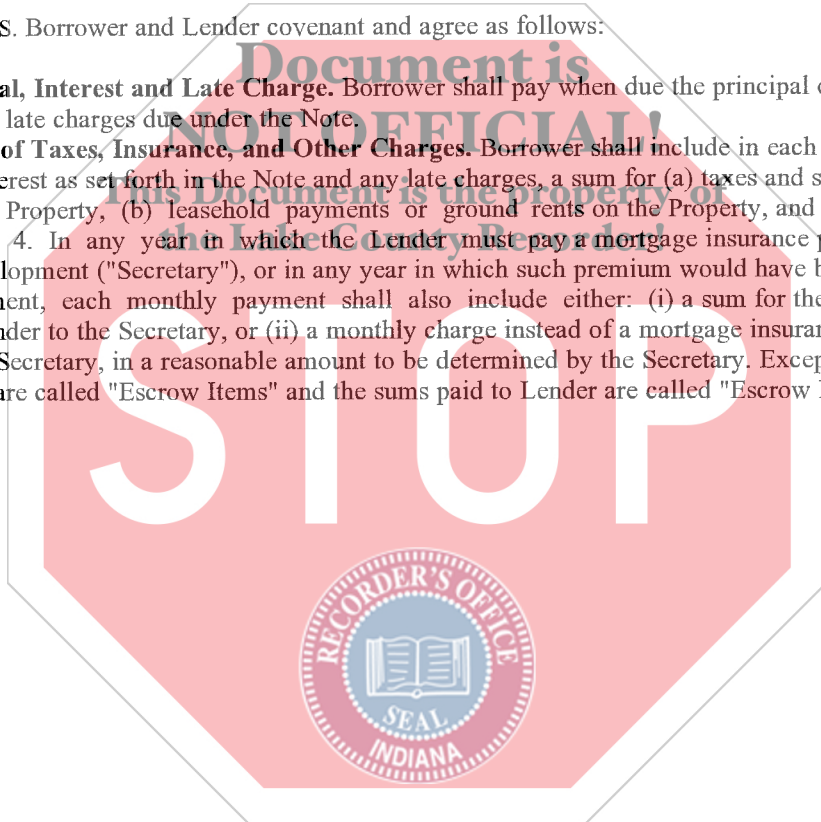 S. Borrower and Lender covenant and agree as follows:
Document is
al, Interest and Late Charge. Borrower shall pay when due the principal
late charges due under the Note.
NOT OFFICIAL!
of Taxes, Insurance, and Other Charges. Borrower shall include in each
erest as set forth in the Note and any late charges, a sum for (a) taxes and s
This Document is the property of
Property, (b) leasehold payments or ground rents on the Property, and
the Lake County Recorder!
4. In any year in which the Lender must pay a mortgage insurance p
lopment ("Secretary"), or in any year in which such premium would have b
ent, each monthly payment shall also include either: (i) a sum for the
nder to the Secretary, or (ii) a monthly charge instead of a mortgage insuran
Secretary, in a reasonable amount to be determined by the Secretary. Excep
are called "Escrow Items" and the sums paid to Lender are called "Escrow
STOP
RECORDER'S OFFICE
SEAL
INDIANA